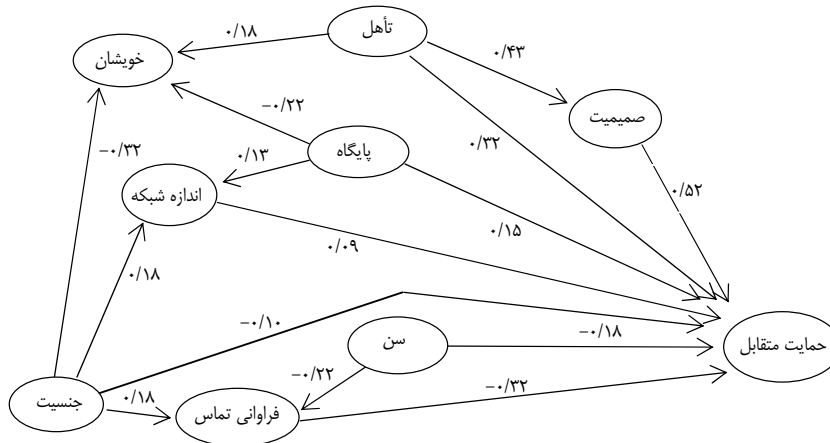 تأهل
۰/۱۸
۰/۴۳
خویشان
صمیمیت
-۰/۲۲
پایگاه
۰/۳۲
-۰/۳۲
۰/۱۳
اندازه شبکه
۰/۵۲
۰/۱۵
۰/۰۹
۰/۱۸
-۰/۱۰
سن
-۰/۱۸
حمایت متقابل
-۰/۲۲
-۰/۳۲
جنسیت
۰/۱۸
فراوانی تماس